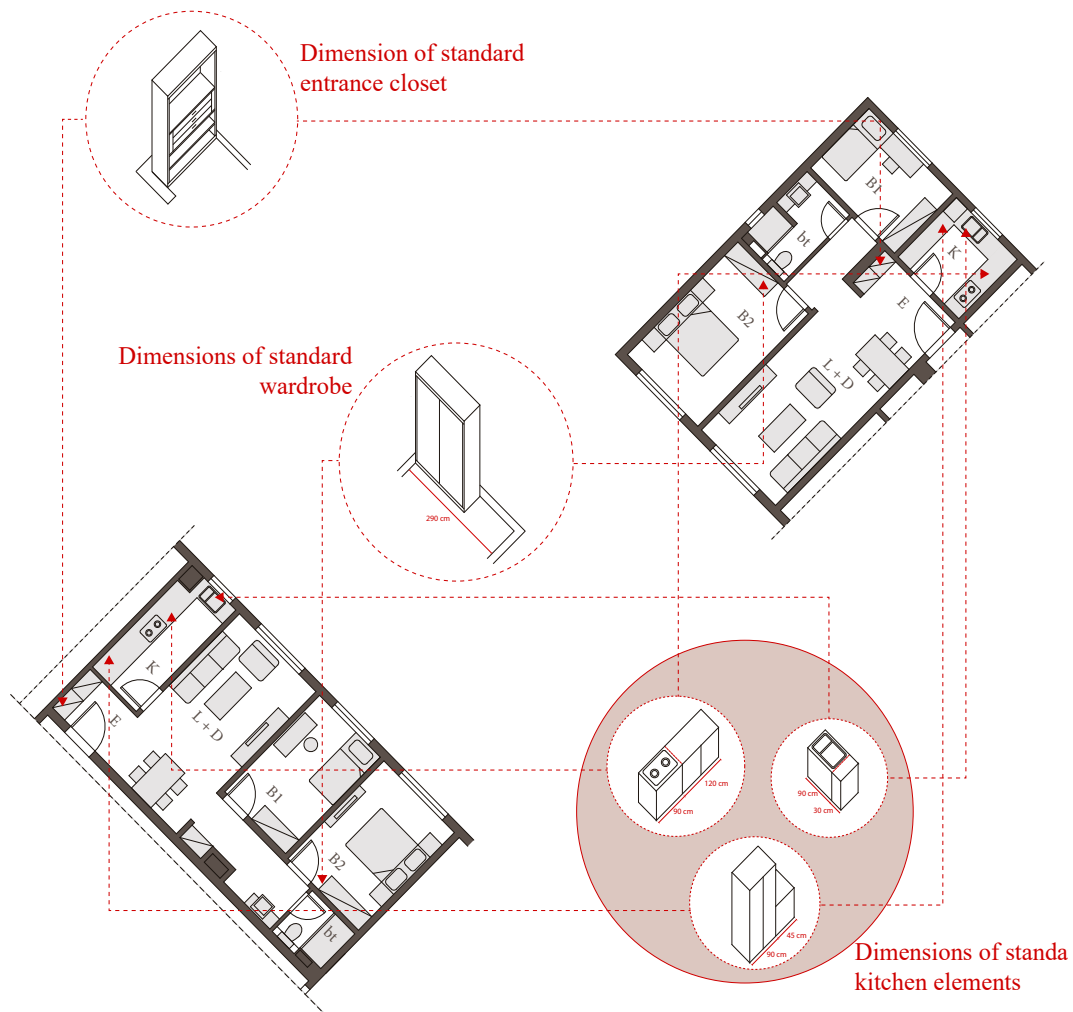 Dimension of standard
entrance closet
B1
bt
K
B2
E
L + D
Dimensions of standard
wardrobe
290 cm
K
E
L + D
B1
B2
bt
120 cm
90 cm
90 cm
30 cm
45 cm
90 cm
Dimensions of standa
kitchen elements